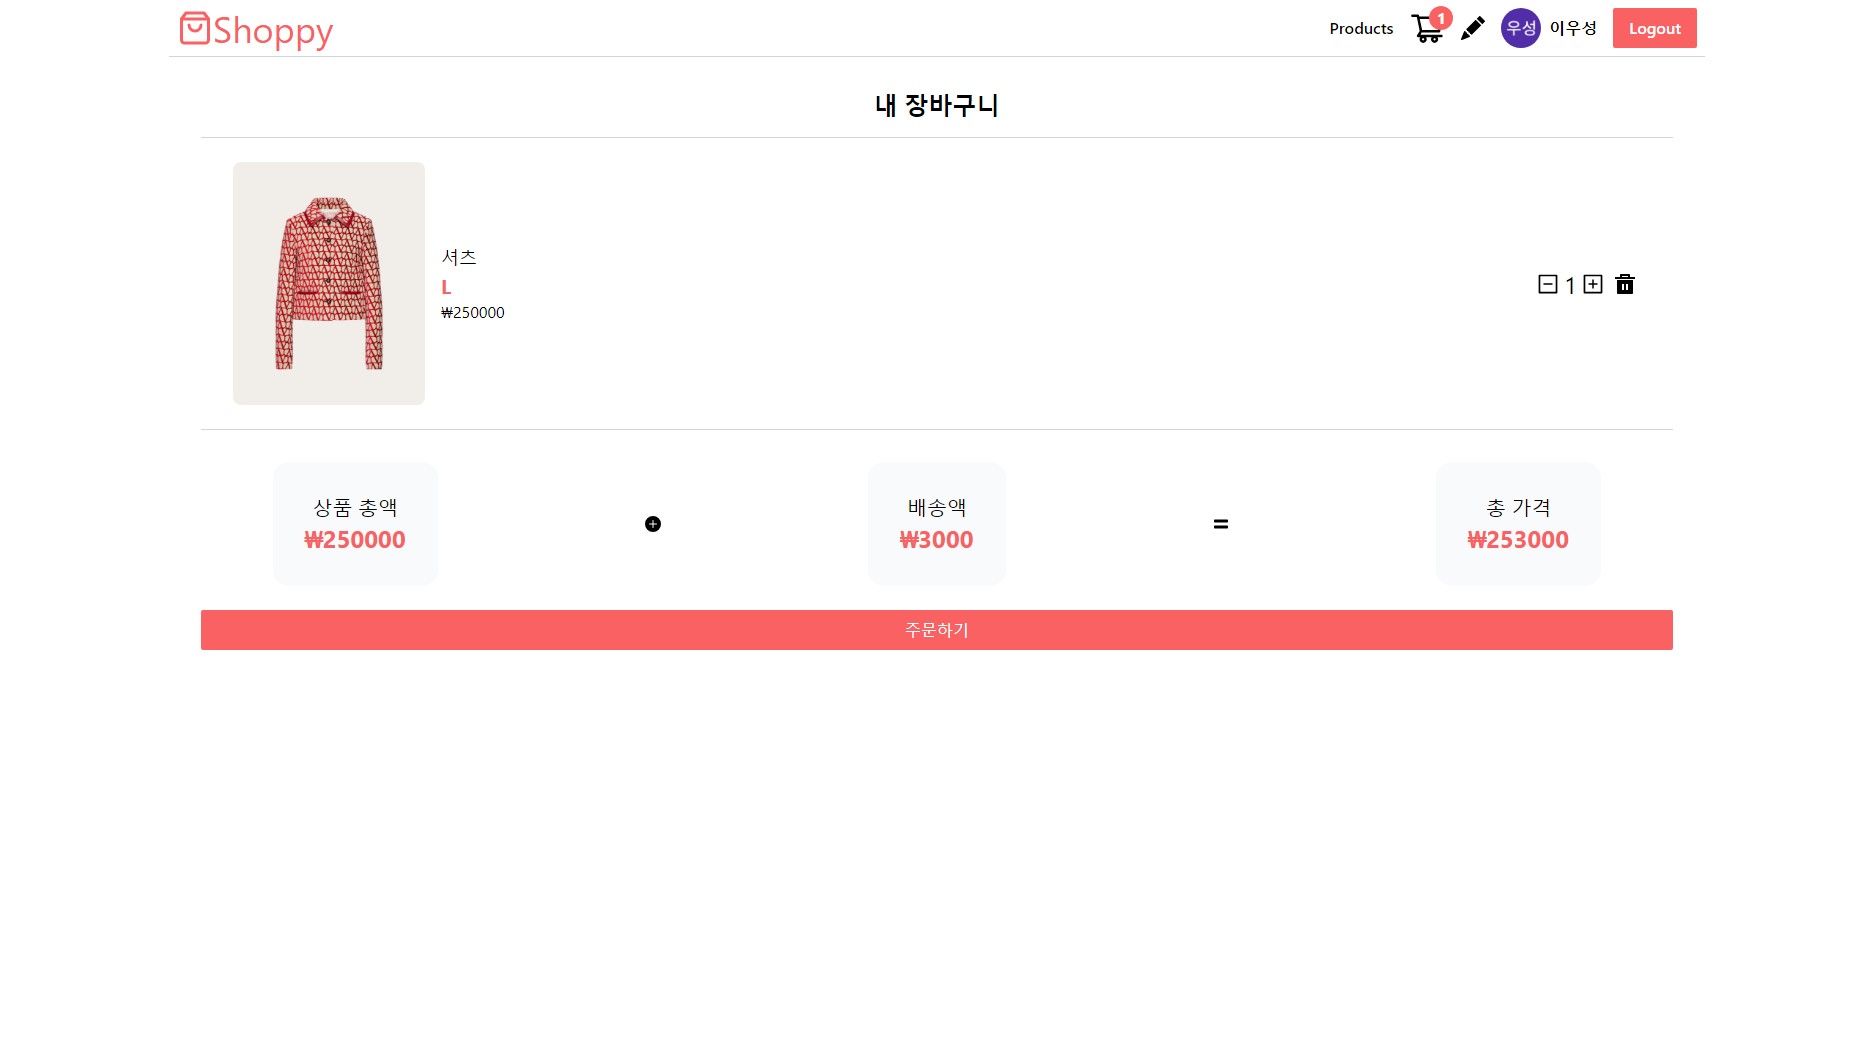 Shoppy
Products
1
우성
이우성
Logout
내 장바구니
셔츠
L
₩250000
1
상품 총액
₩250000
배송액
₩3000
총 가격
₩253000
주문하기